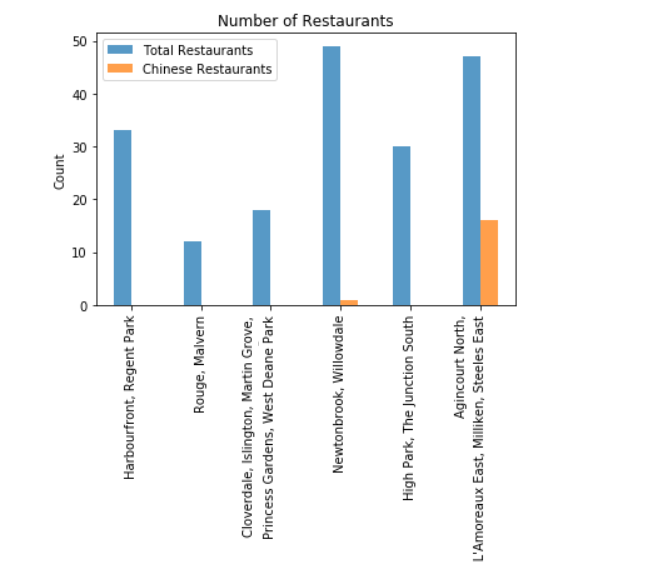 Number of Restaurants
Total Restaurants
Chinese Restaurants
Count
50
40
30
20
10
0
Harbourfront, Regent Park
Rouge, Malvern
Cloverdale, Islington, Martin Grove,
Princess Gardens, West Deane Park
Newtonbrook, Willowdale
High Park, The Junction South
Agincourt North,
L'Amoreaux East, Milliken, Steeles East